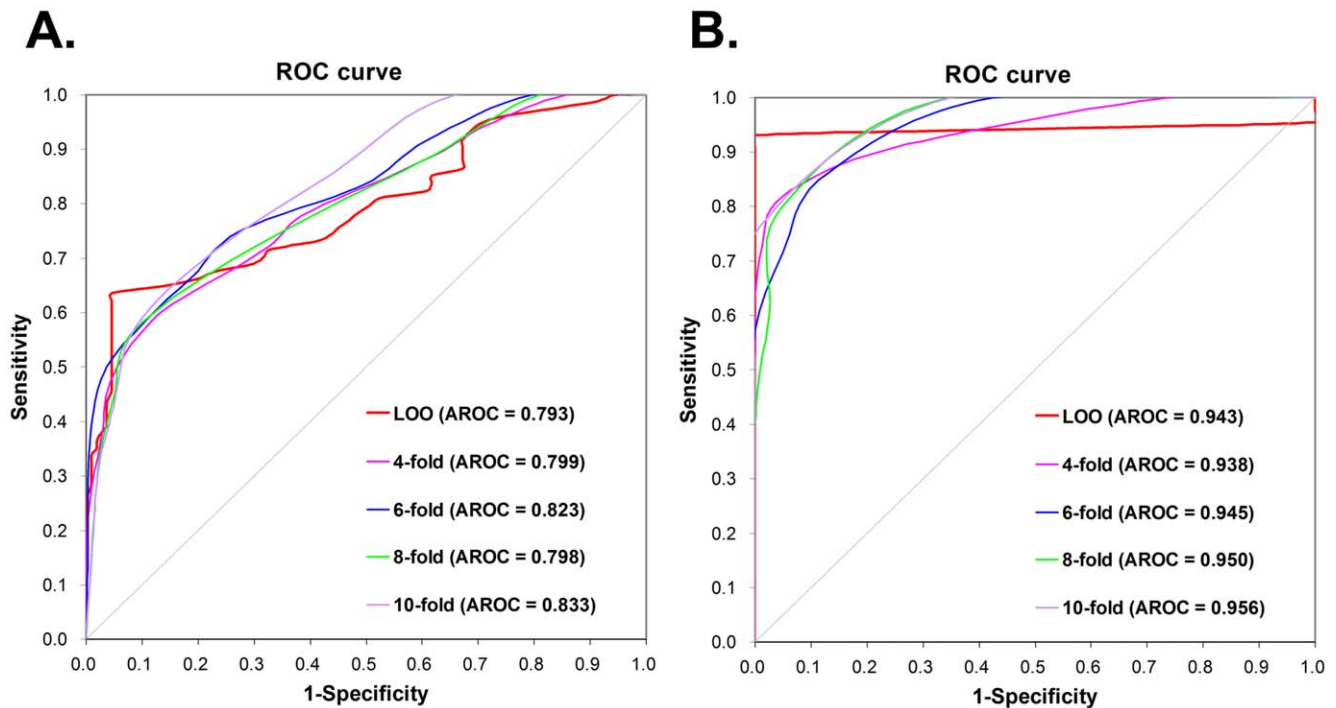 A.
ROC curve
Sensitivity
1.0
0.9
0.8
0.7
0.6
0.5
0.4
0.3
0.2
0.1
0.0
LOO (AROC = 0.793)
4-fold (AROC = 0.799)
6-fold (AROC = 0.823)
8-fold (AROC = 0.798)
10-fold (AROC = 0.833)
0.0 0.1 0.2 0.3 0.4 0.5 0.6 0.7 0.8 0.9 1.0
1-Specificity
B.
ROC curve
Sensitivity
1.0
0.9
0.8
0.7
0.6
0.5
0.4
0.3
0.2
0.1
0.0
LOO (AROC = 0.943)
4-fold (AROC = 0.938)
6-fold (AROC = 0.945)
8-fold (AROC = 0.950)
10-fold (AROC = 0.956)
0.0 0.1 0.2 0.3 0.4 0.5 0.6 0.7 0.8 0.9 1.0
1-Specificity